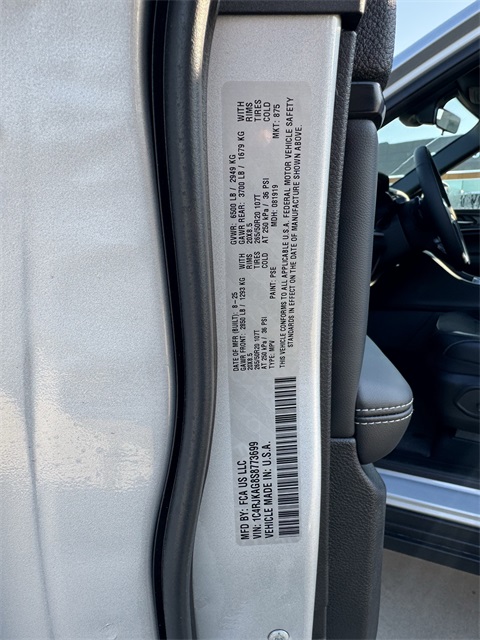 MFD BY: FCA US LLC
DATE OF MFR (BUILT): 8-25
GVWR: 6500 LB / 2949 KG
GAWR FRONT: 2850 LB / 1293 KG WITH
GAWR REAR: 3700 LB / 1679 KG WITH
20X8.5 RIMS
20X8.5 RIMS
265/50R20 107T TIRES
265/50R20 107T TIRES
AT 250 kPa / 36 PSI COLD
AT 250 kPa / 36 PSI COLD
TYPE: MPV
PAINT: PSE
MDH: 081919
MKT: 875
THIS VEHICLE CONFORMS TO ALL APPLICABLE U.S.A. FEDERAL MOTOR VEHICLE SAFETY
STANDARDS IN EFFECT ON THE DATE OF MANUFACTURE SHOWN ABOVE.
VIN: 1C4RJKAG8S8773699
VEHICLE MADE IN: U.S.A.